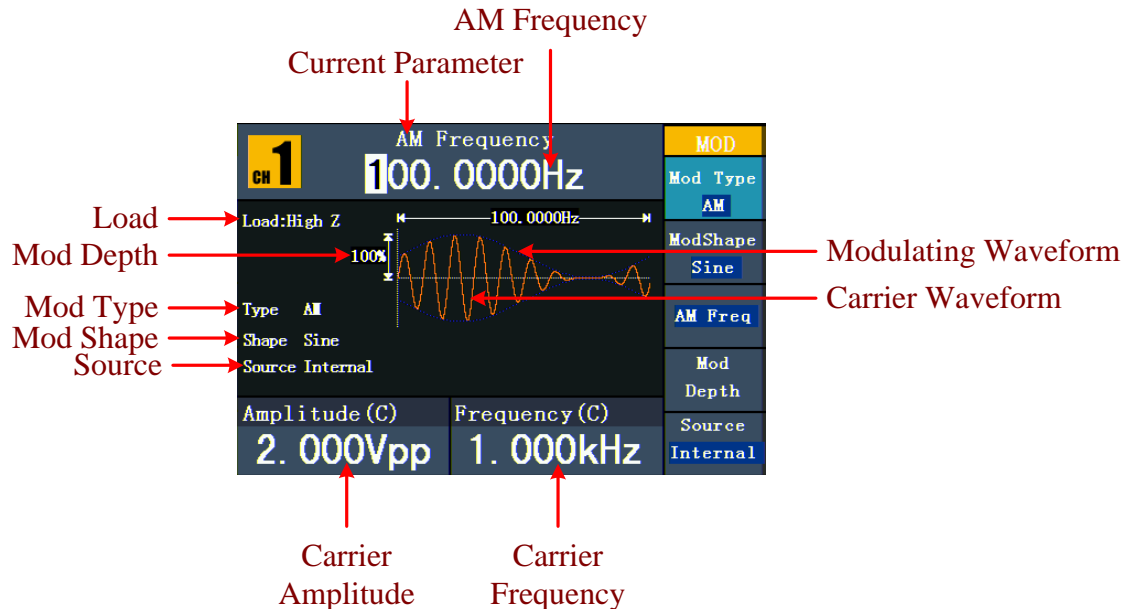 AM Frequency
Current Parameter
CH 1
AM Frequency
100.0000Hz
MOD
Mod Type
AM
ModShape
Sine
AM Freq
Mod
Depth
Source
Internal
Load
Load:High Z
100.0000Hz
Mod Depth
100%
Modulating Waveform
Carrier Waveform
Mod Type
Type AM
Mod Shape
Shape Sine
Source
Source Internal
Amplitude(C)
2.000Vpp
Frequency(C)
1.000kHz
Carrier
Amplitude
Carrier
Frequency